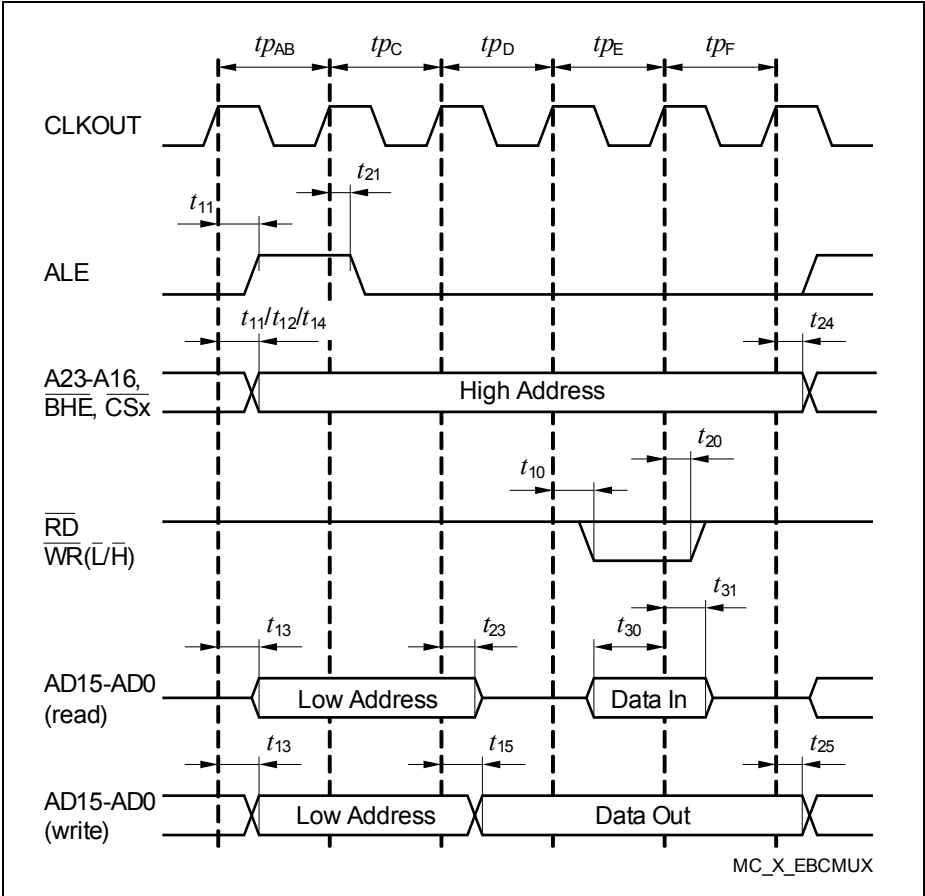 tpAB tpC tpD tpE tpF
CLKOUT
t21
t11
ALE
t11/t12/t14 t24
A23-A16,
BHE, CSx
High Address
t20
t10
RD
WR(L/H)
t31
t13 t23 t30
AD15-AD0
(read)
Low Address Data In
t13 t15 t25
AD15-AD0
(write)
Low Address Data Out
MC_X_EBCMUX